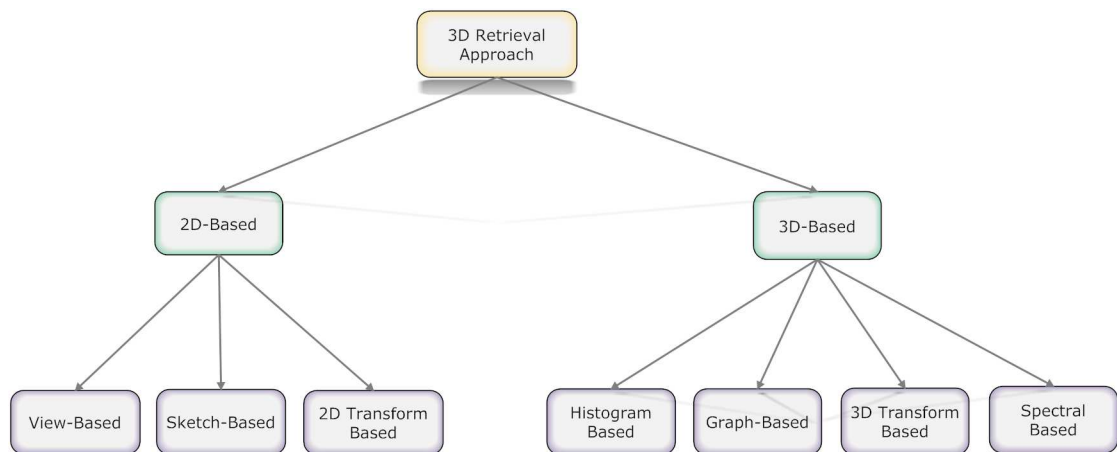 3D Retrieval
Approach
2D-Based
3D-Based
View-Based
Sketch-Based
2D Transform
Based
Histogram
Based
Graph-Based
3D Transform
Based
Spectral
Based